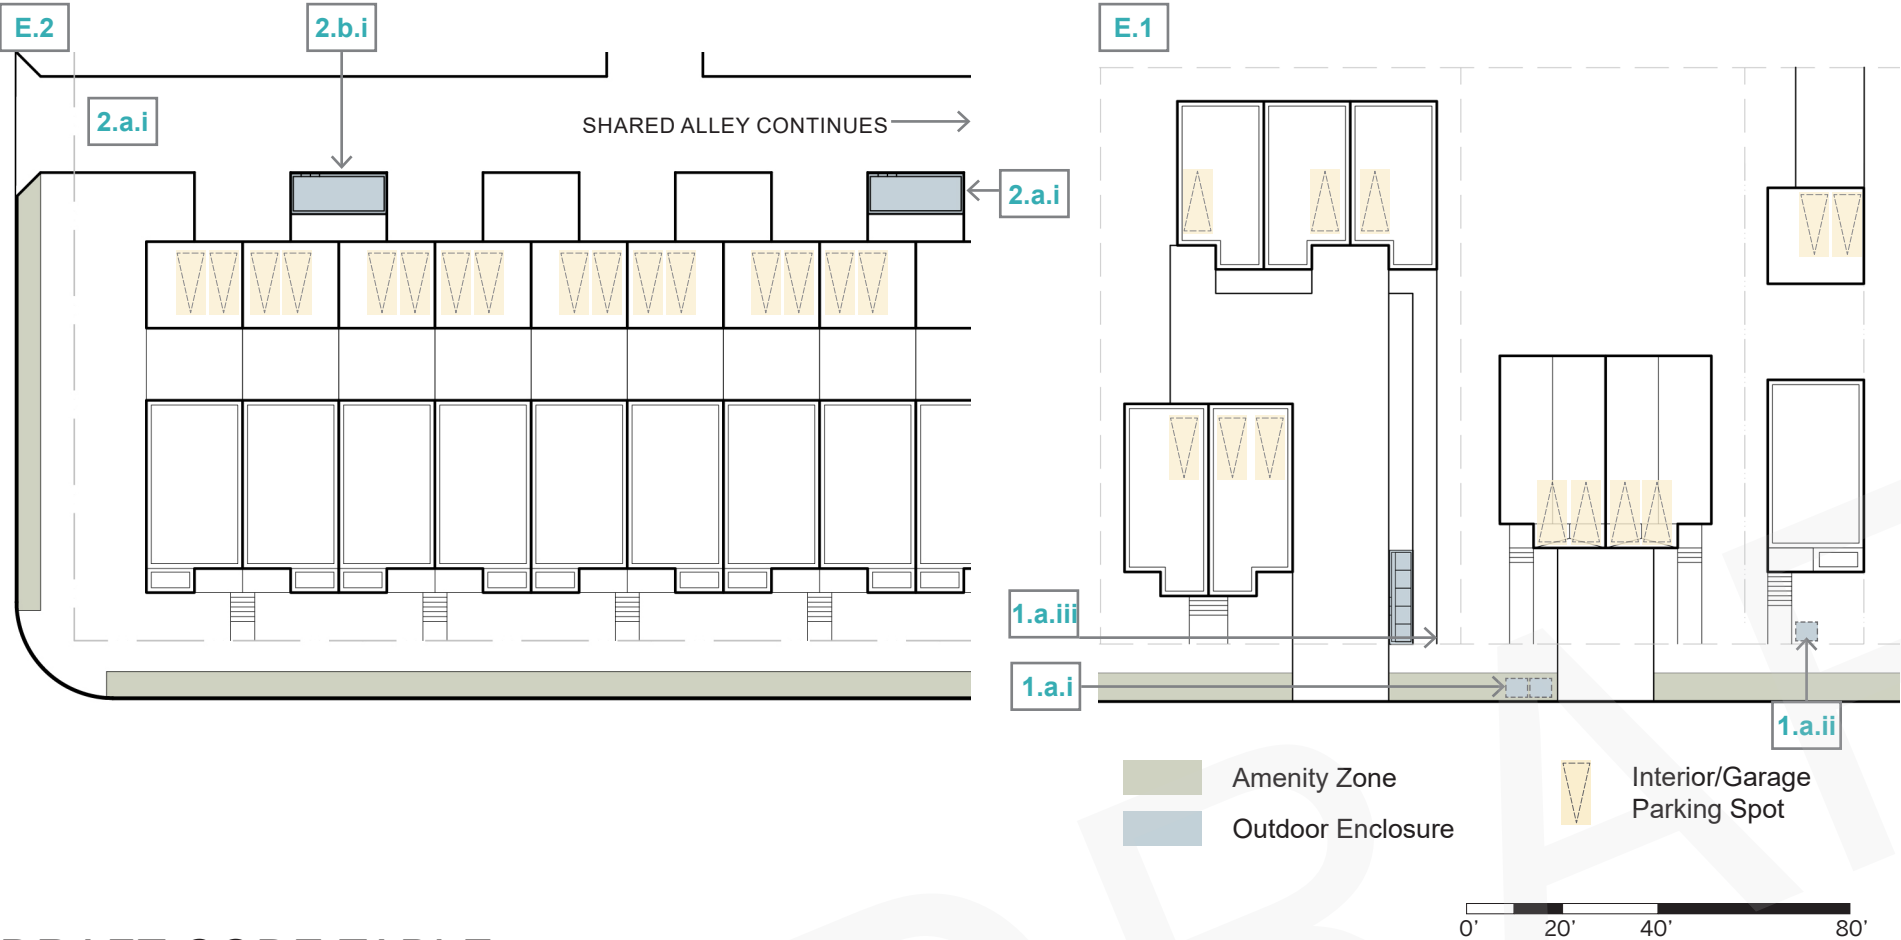 E.2
2.b.i
E.1
2.a.i
SHARED ALLEY CONTINUES
2.a.i
1.a.iii
1.a.i
1.a.ii
Amenity Zone
Interior/Garage
Parking Spot
Outdoor Enclosure
0' 20' 40' 80'